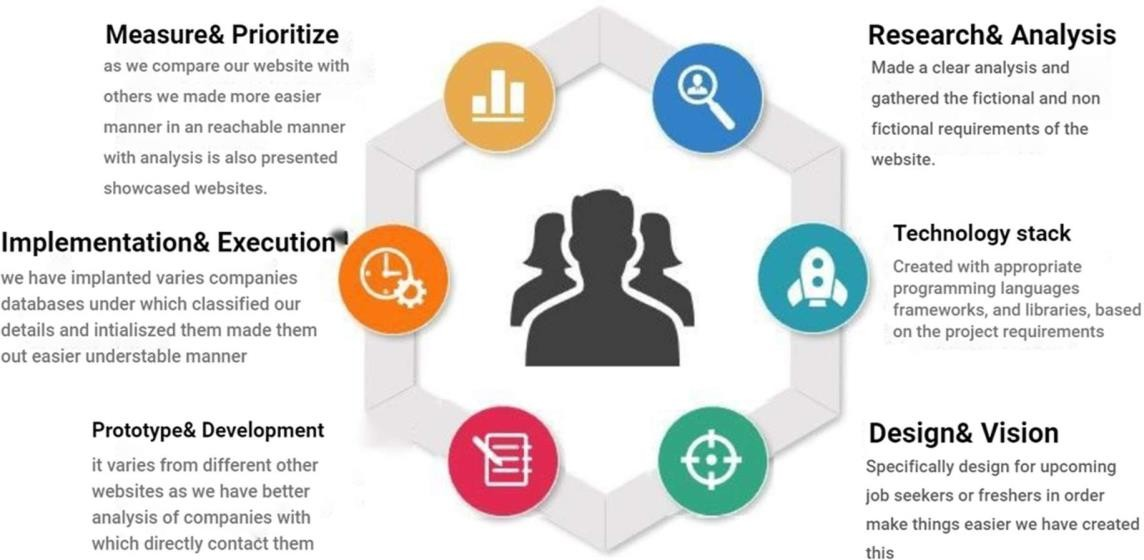 Measure& Prioritize
as we compare our website with
others we made more easier
manner in an reachable manner
with analysis is also presented
showcased websites.
Research& Analysis
Made a clear analysis and
gathered the fictional and non
fictional requirements of the
website.
Implementation& Execution
we have implanted varies companies
databases under which classified our
details and intialiszed them made them
out easier understable manner
Technology stack
Created with appropriate
programming languages
frameworks, and libraries, based
on the project requirements
Prototype& Development
it varies from different other
websites as we have better
analysis of companies with
which directly contact them
Design& Vision
Specifically design for upcoming
job seekers or freshers in order
make things easier we have created
this